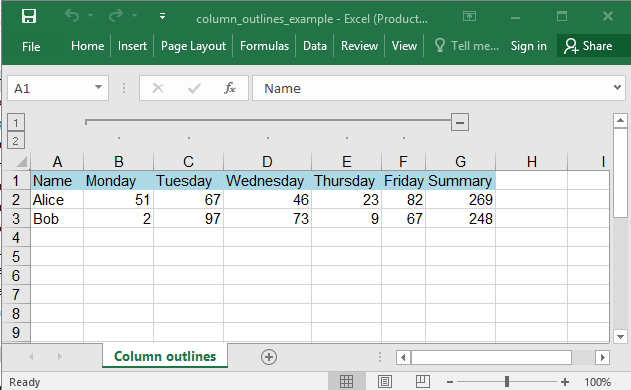 column_outlines_example - Excel (Product...
File Home Insert Page Layout Formulas Data Review View Tell me... Sign in Share
A1 fx Name
1
2
A B C D E F G H I
1 Name Monday Tuesday Wednesday Thursday Friday Summary
2 Alice 51 67 46 23 82 269
3 Bob 2 97 73 9 67 248
4
5
6
7
8
9
Column outlines
Ready 100%